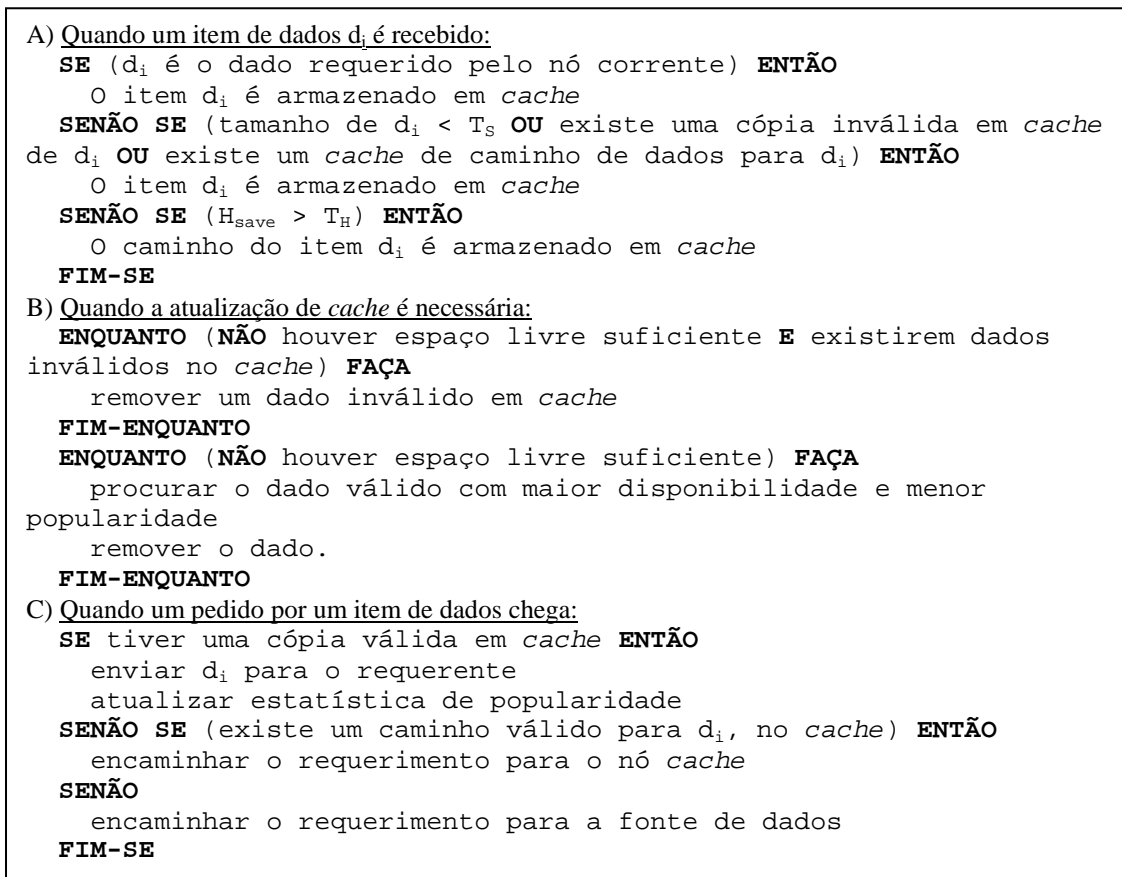 A) Quando um item de dados di é recebido:
SE (di é o dado requerido pelo nó corrente) ENTÃO
O item di é armazenado em cache
SENÃO SE (tamanho de di < TS OU existe uma cópia inválida em cache
de di OU existe um cache de caminho de dados para di) ENTÃO
O item di é armazenado em cache
SENÃO SE (Hsave > TH) ENTÃO
O caminho do item di é armazenado em cache
FIM-SE
B) Quando a atualização de cache é necessária:
ENQUANTO (NÃO houver espaço livre suficiente E existirem dados
inválidos no cache) FAÇA
remover um dado inválido em cache
FIM-ENQUANTO
ENQUANTO (NÃO houver espaço livre suficiente) FAÇA
procurar o dado válido com maior disponibilidade e menor
popularidade
remover o dado.
FIM-ENQUANTO
C) Quando um pedido por um item de dados chega:
SE tiver uma cópia válida em cache ENTÃO
enviar di para o requerente
atualizar estatística de popularidade
SENÃO SE (existe um caminho válido para di, no cache) ENTÃO
encaminhar o requerimento para o nó cache
SENÃO
encaminhar o requerimento para a fonte de dados
FIM-SE